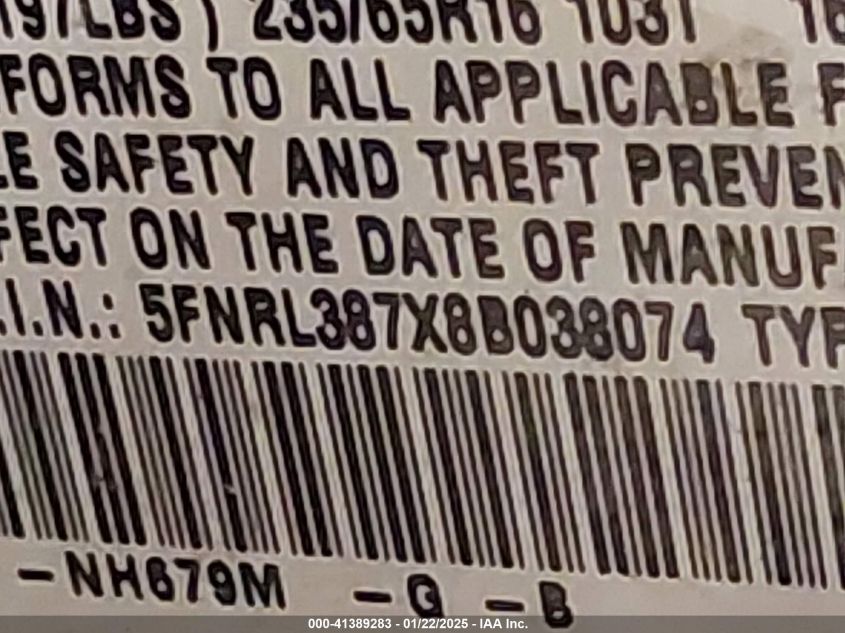 197LBS ) 235/65R16 103T 16
FORMS TO ALL APPLICABLE F
LE SAFETY AND THEFT PREVEN
FECT ON THE DATE OF MANUF
.I.N.: 5FNRL387X8B038074 TYP
-NH679M -G -B
000-41389283 - 01/22/2025 - IAA Inc.